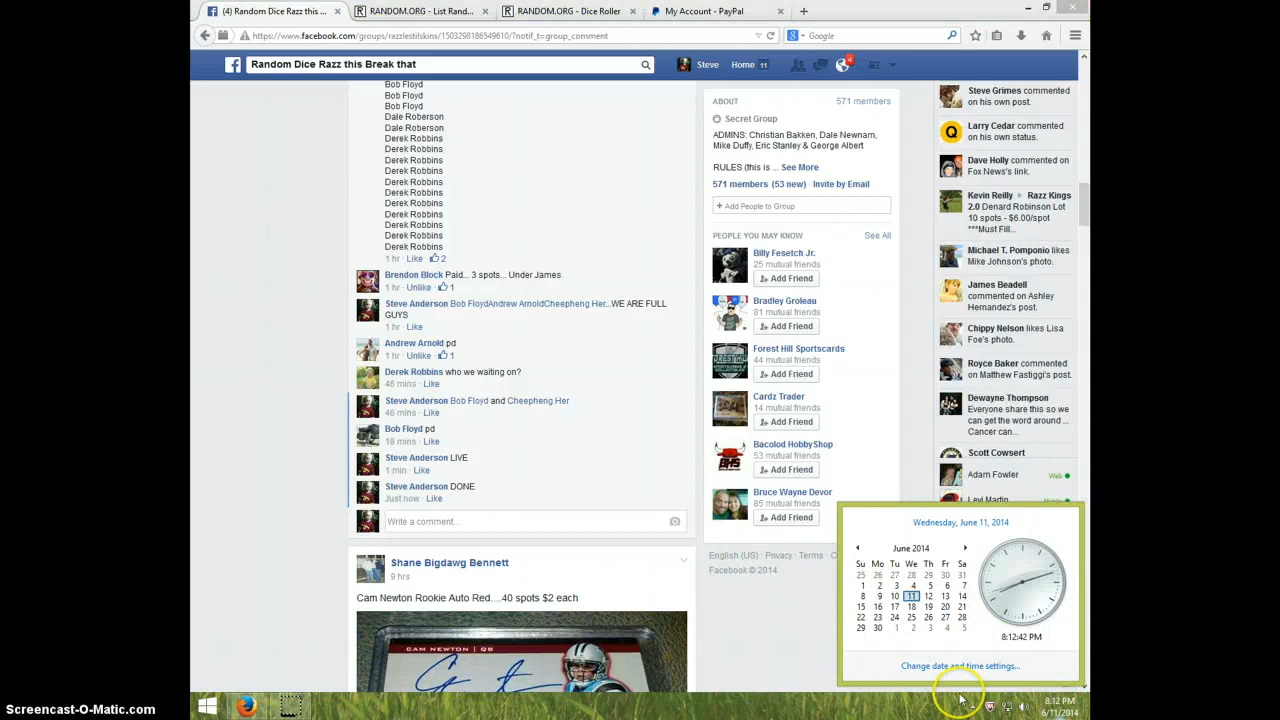 (4) Random Dice Razz this ...
RANDOM.ORG - List Rand...
RANDOM.ORG - Dice Roller
My Account - PayPal
https://www.facebook.com/groups/razzlestilskins/1503298186549610/?notif_t=group_comment
Google
Random Dice Razz this Break that
Steve
Home 11
4
Bob Floyd
Bob Floyd
Bob Floyd
Dale Roberson
Dale Roberson
Derek Robbins
Derek Robbins
Derek Robbins
Derek Robbins
Derek Robbins
Derek Robbins
Derek Robbins
Derek Robbins
Derek Robbins
Derek Robbins
Derek Robbins
1 hr · Like · 2
Brendon Block Paid... 3 spots... Under James
1 hr · Unlike · 1
Steve Anderson Bob FloydAndrew ArnoldCheepheng Her...WE ARE FULL
GUYS
1 hr · Like
Andrew Arnold pd
1 hr · Unlike · 1
Derek Robbins who we waiting on?
46 mins · Like
Steve Anderson Bob Floyd and Cheepheng Her
46 mins · Like
Bob Floyd pd
18 mins · Like
Steve Anderson LIVE
1 min · Like
Steve Anderson DONE
Just now · Like
Write a comment...
Shane Bigdawg Bennett
9 hrs
Cam Newton Rookie Auto Red....40 spots $2 each
CAM NEWTON | QB
ABOUT
571 members
Secret Group
ADMINS: Christian Bakken, Dale Newnam,
Mike Duffy, Eric Stanley & George Albert
RULES (this is ... See More
571 members (53 new) · Invite by Email
+ Add People to Group
PEOPLE YOU MAY KNOW
See All
Billy Fesetch Jr.
25 mutual friends
Add Friend
Bradley Groleau
81 mutual friends
Add Friend
Forest Hill Sportscards
44 mutual friends
Add Friend
Cardz Trader
14 mutual friends
Add Friend
Bacolod HobbyShop
53 mutual friends
Add Friend
Bruce Wayne Devor
85 mutual friends
Add Friend
English (US) · Privacy · Terms · C
Facebook © 2014
Steve Grimes commented
on his own post.
Larry Cedar commented
on his own status.
Dave Holly commented on
Fox News's link.
Kevin Reilly ▸ Razz Kings
2.0 Denard Robinson Lot
10 spots - $6.00/spot
***Must Fill...
Michael T. Pomponio likes
Mike Johnson's photo.
James Beadell
commented on Ashley
Hernandez's post.
Chippy Nelson likes Lisa
Foe's photo.
Royce Baker commented
on Matthew Fastiggi's post.
Dewayne Thompson
Everyone share this so we
can get the word around ...
Cancer can...
Scott Cowsert
Adam Fowler
Web
Levi Martin
Wednesday, June 11, 2014
June 2014
Su Mo Tu We Th Fr Sa
25 26 27 28 29 30 31
1 2 3 4 5 6 7
8 9 10 11 12 13 14
15 16 17 18 19 20 21
22 23 24 25 26 27 28
29 30 1 2 3 4 5
8:12:42 PM
Change date and time settings...
8:12 PM
6/11/2014
Screencast-O-Matic.com